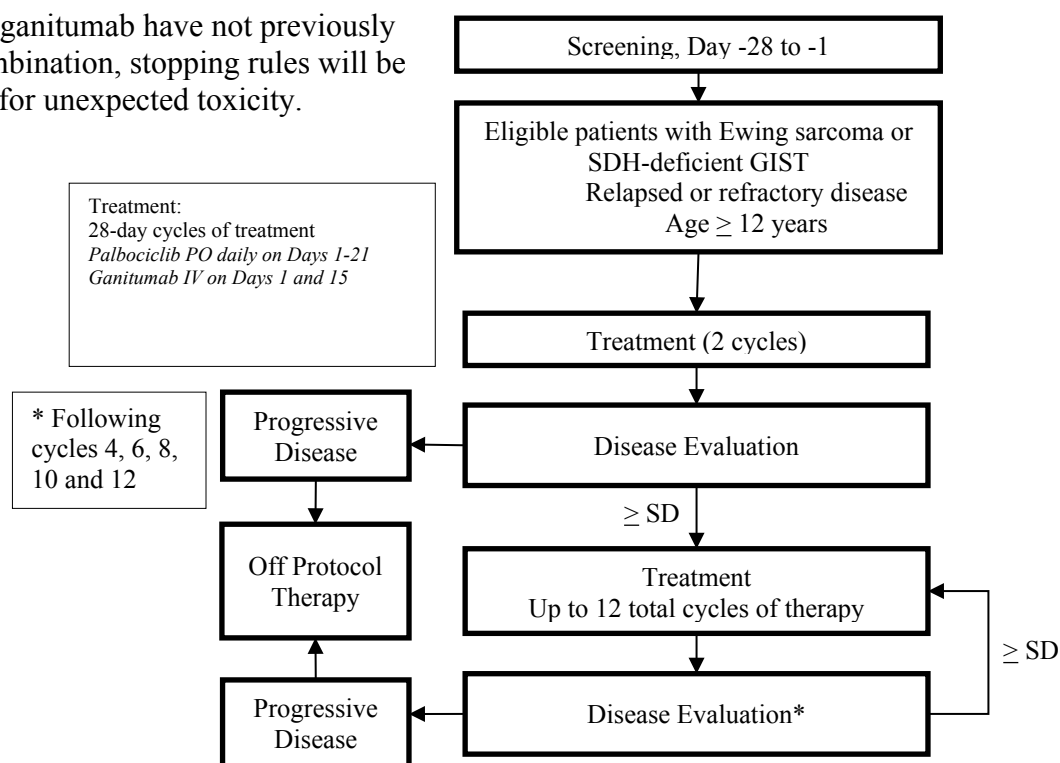 ganitumab have not previously
nbination, stopping rules will be
for unexpected toxicity.
Screening, Day -28 to -1
Eligible patients with Ewing sarcoma or
SDH-deficient GIST
Relapsed or refractory disease
Age ≥ 12 years
Treatment:
28-day cycles of treatment
Palbociclib PO daily on Days 1-21
Ganitumab IV on Days 1 and 15
Treatment (2 cycles)
* Following
cycles 4, 6, 8,
10 and 12
Progressive
Disease
Disease Evaluation
≥ SD
Off Protocol
Therapy
Treatment
Up to 12 total cycles of therapy
≥ SD
Progressive
Disease
Disease Evaluation*